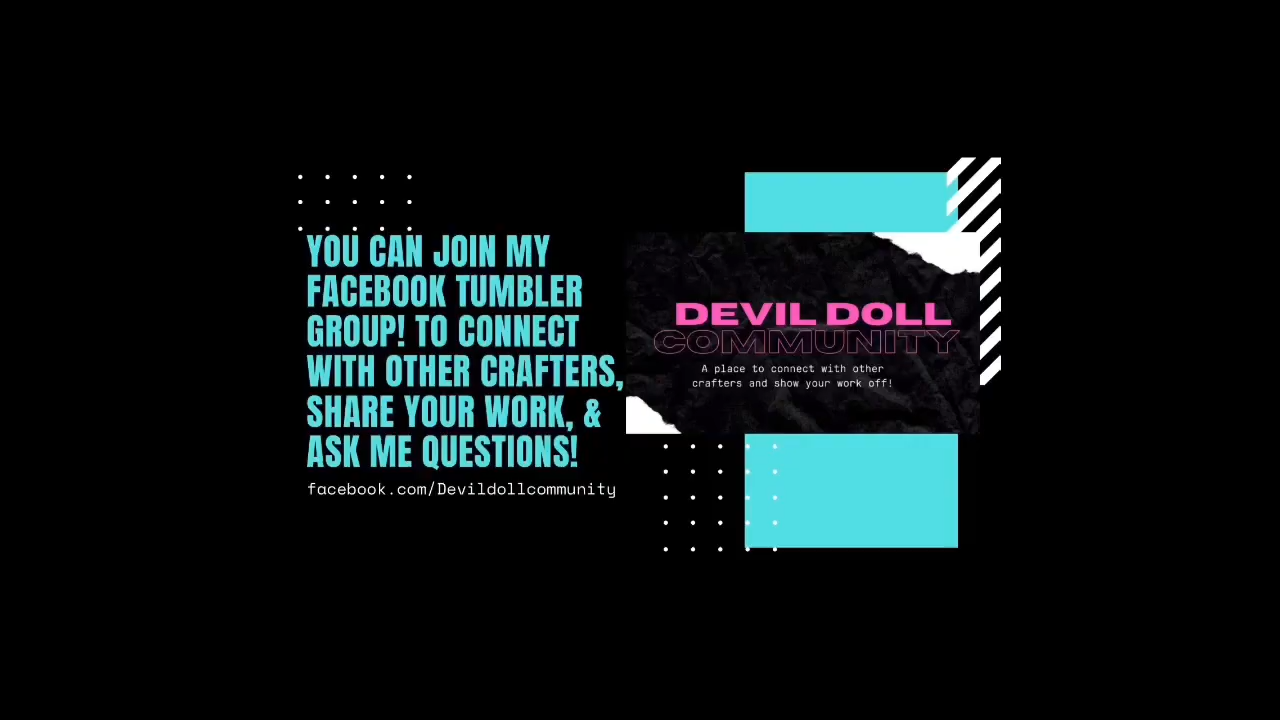 YOU CAN JOIN MY
FACEBOOK TUMBLER
GROUP! TO CONNECT
WITH OTHER CRAFTERS,
SHARE YOUR WORK, &
ASK ME QUESTIONS!
facebook.com/Devildollcommunity
DEVIL DOLL
COMMUNITY
A place to connect with other
crafters and show your work off!